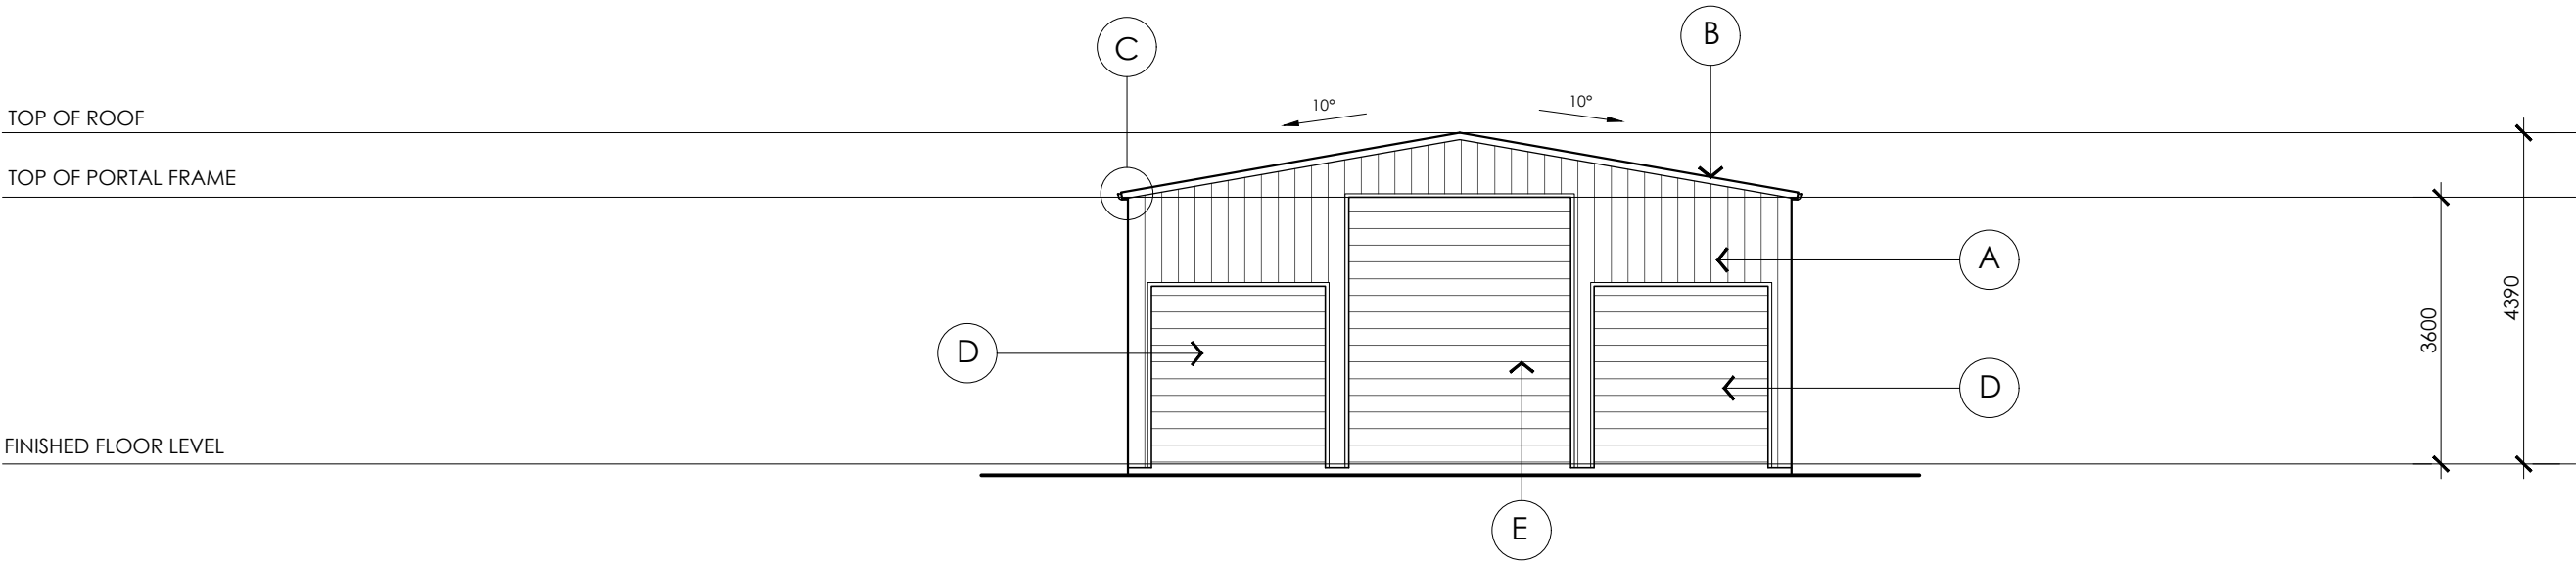 C
B
10°
10°
TOP OF ROOF
TOP OF PORTAL FRAME
A
4390
3600
D
D
FINISHED FLOOR LEVEL
E